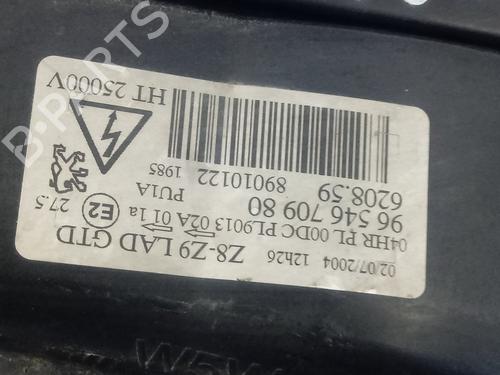 02/07/2004 12h26 Z8-Z9 LAD GTD
04HR PL 00DC PL9013 02A 01 1a E2 27.5
96 546 709 80 PU1A
6208.59
89010122 1985
HT 25000V
B-PARTS